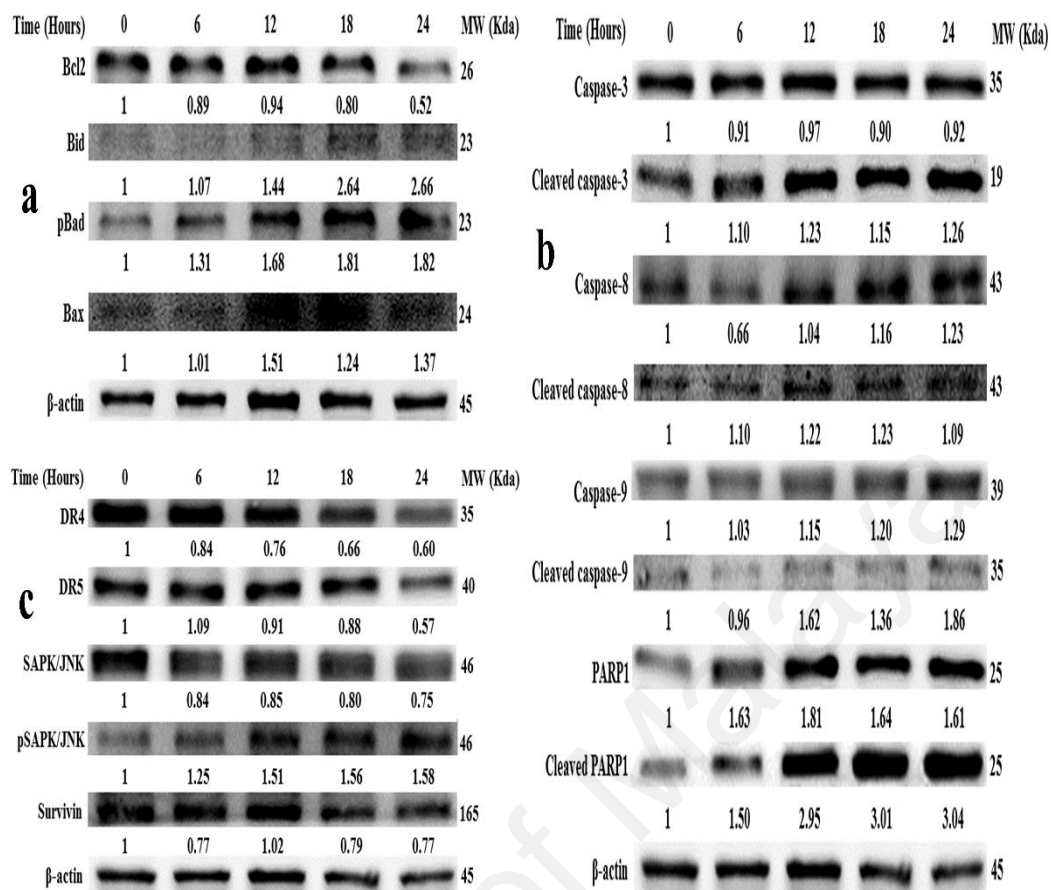 Time (Hours) 0 6 12 18 24 MW (Kda)
Bcl2 26
1 0.89 0.94 0.80 0.52
Bid 23
1 1.07 1.44 2.64 2.66
a
pBad 23
1 1.31 1.68 1.81 1.82
Bax 24
1 1.01 1.51 1.24 1.37
β-actin 45
Time (Hours) 0 6 12 18 24 MW (Kda)
DR4 35
1 0.84 0.76 0.66 0.60
DR5 40
c
1 1.09 0.91 0.88 0.57
SAPK/JNK 46
1 0.84 0.85 0.80 0.75
pSAPK/JNK 46
1 1.25 1.51 1.56 1.58
Survivin 165
1 0.77 1.02 0.79 0.77
β-actin 45
Time (Hours) 0 6 12 18 24 MW (Kda)
Caspase-3 35
1 0.91 0.97 0.90 0.92
Cleaved caspase-3 19
1 1.10 1.23 1.15 1.26
b
Caspase-8 43
1 0.66 1.04 1.16 1.23
Cleaved caspase-8 43
1 1.10 1.22 1.23 1.09
Caspase-9 39
1 1.03 1.15 1.20 1.29
Cleaved caspase-9 35
1 0.96 1.62 1.36 1.86
PARP1 25
1 1.63 1.81 1.64 1.61
Cleaved PARP1 25
1 1.50 2.95 3.01 3.04
β-actin 45
of Malaya